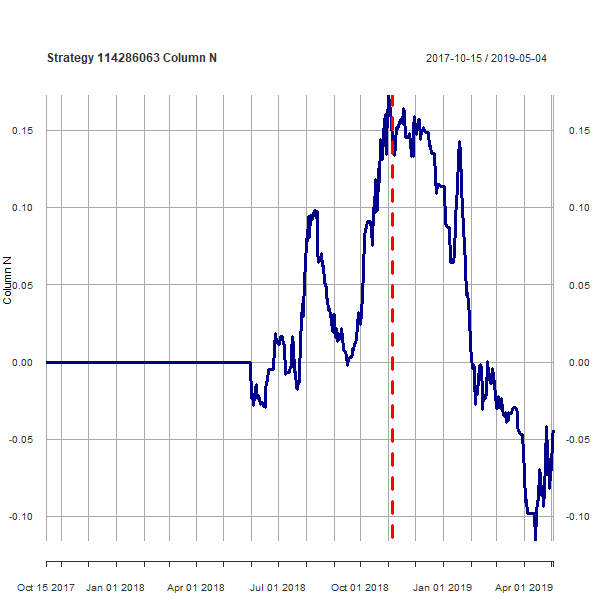 Strategy 114286063 Column N
2017-10-15 / 2019-05-04
0.15
0.15
0.10
0.10
0.05
0.05
Column N
0.00
0.00
-0.05
-0.05
-0.10
-0.10
Oct 15 2017
Jan 01 2018
Apr 01 2018
Jul 01 2018
Oct 01 2018
Jan 01 2019
Apr 01 2019